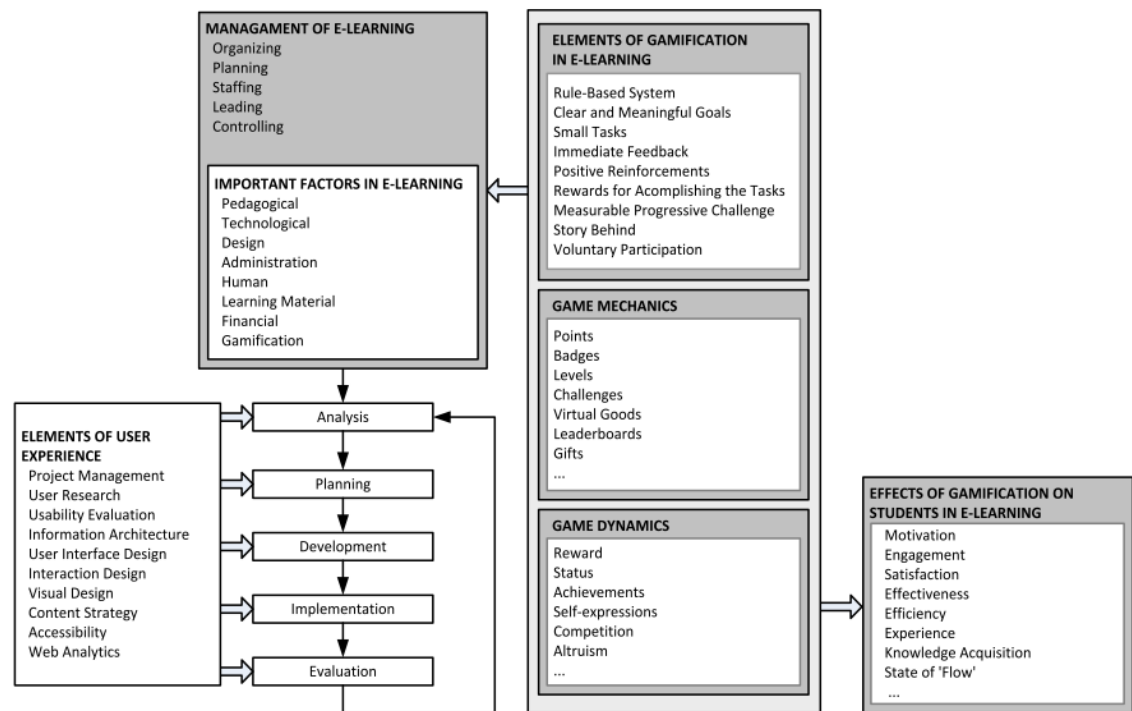 MANAGAMENT OF E-LEARNING
Organizing
Planning
Staffing
Leading
Controlling
IMPORTANT FACTORS IN E-LEARNING
Pedagogical
Technological
Design
Administration
Human
Learning Material
Financial
Gamification
ELEMENTS OF USER
EXPERIENCE
Project Management
User Research
Usability Evaluation
Information Architecture
User Interface Design
Interaction Design
Visual Design
Content Strategy
Accessibility
Web Analytics
Analysis
Planning
Development
Implementation
Evaluation
ELEMENTS OF GAMIFICATION
IN E-LEARNING
Rule-Based System
Clear and Meaningful Goals
Small Tasks
Immediate Feedback
Positive Reinforcements
Rewards for Acomplishing the Tasks
Measurable Progressive Challenge
Story Behind
Voluntary Participation
GAME MECHANICS
Points
Badges
Levels
Challenges
Virtual Goods
Leaderboards
Gifts
...
GAME DYNAMICS
Reward
Status
Achievements
Self-expressions
Competition
Altruism
...
EFFECTS OF GAMIFICATION ON
STUDENTS IN E-LEARNING
Motivation
Engagement
Satisfaction
Effectiveness
Efficiency
Experience
Knowledge Acquisition
State of 'Flow'
...